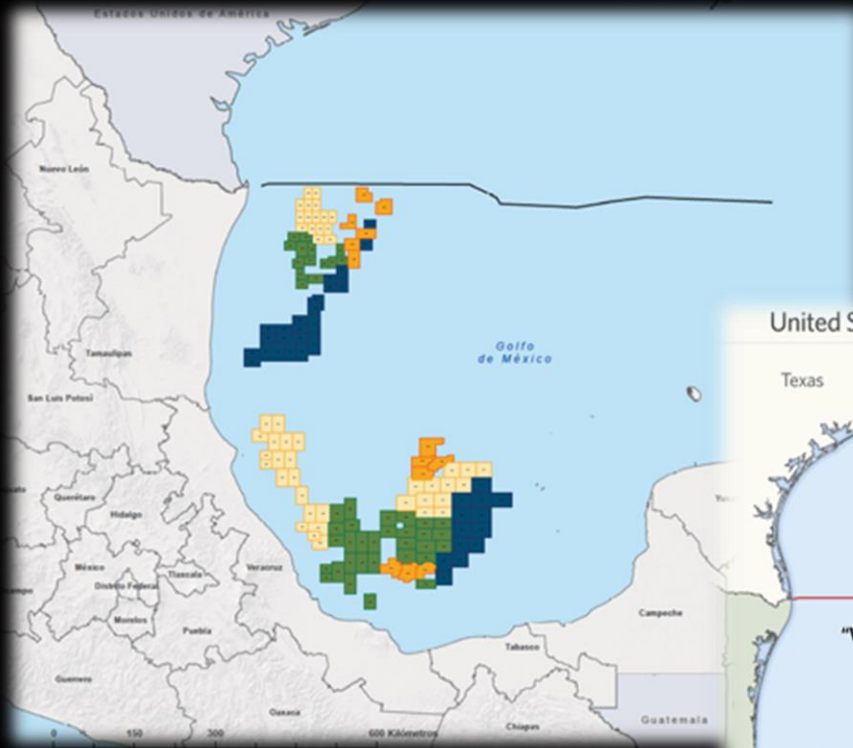 Estados Unidos de América
Nuevo León
United S
Golfo
de México
Tamaulipas
Texas
San Luis Potosí
Querétaro
Hidalgo
México
Distrito Federal
Tlaxcala
Veracruz
Morelos
Puebla
Campeche
"V
Tabasco
Guerrero
Oaxaca
Chiapas
Guatemala
0 150 300 600 Kilómetros